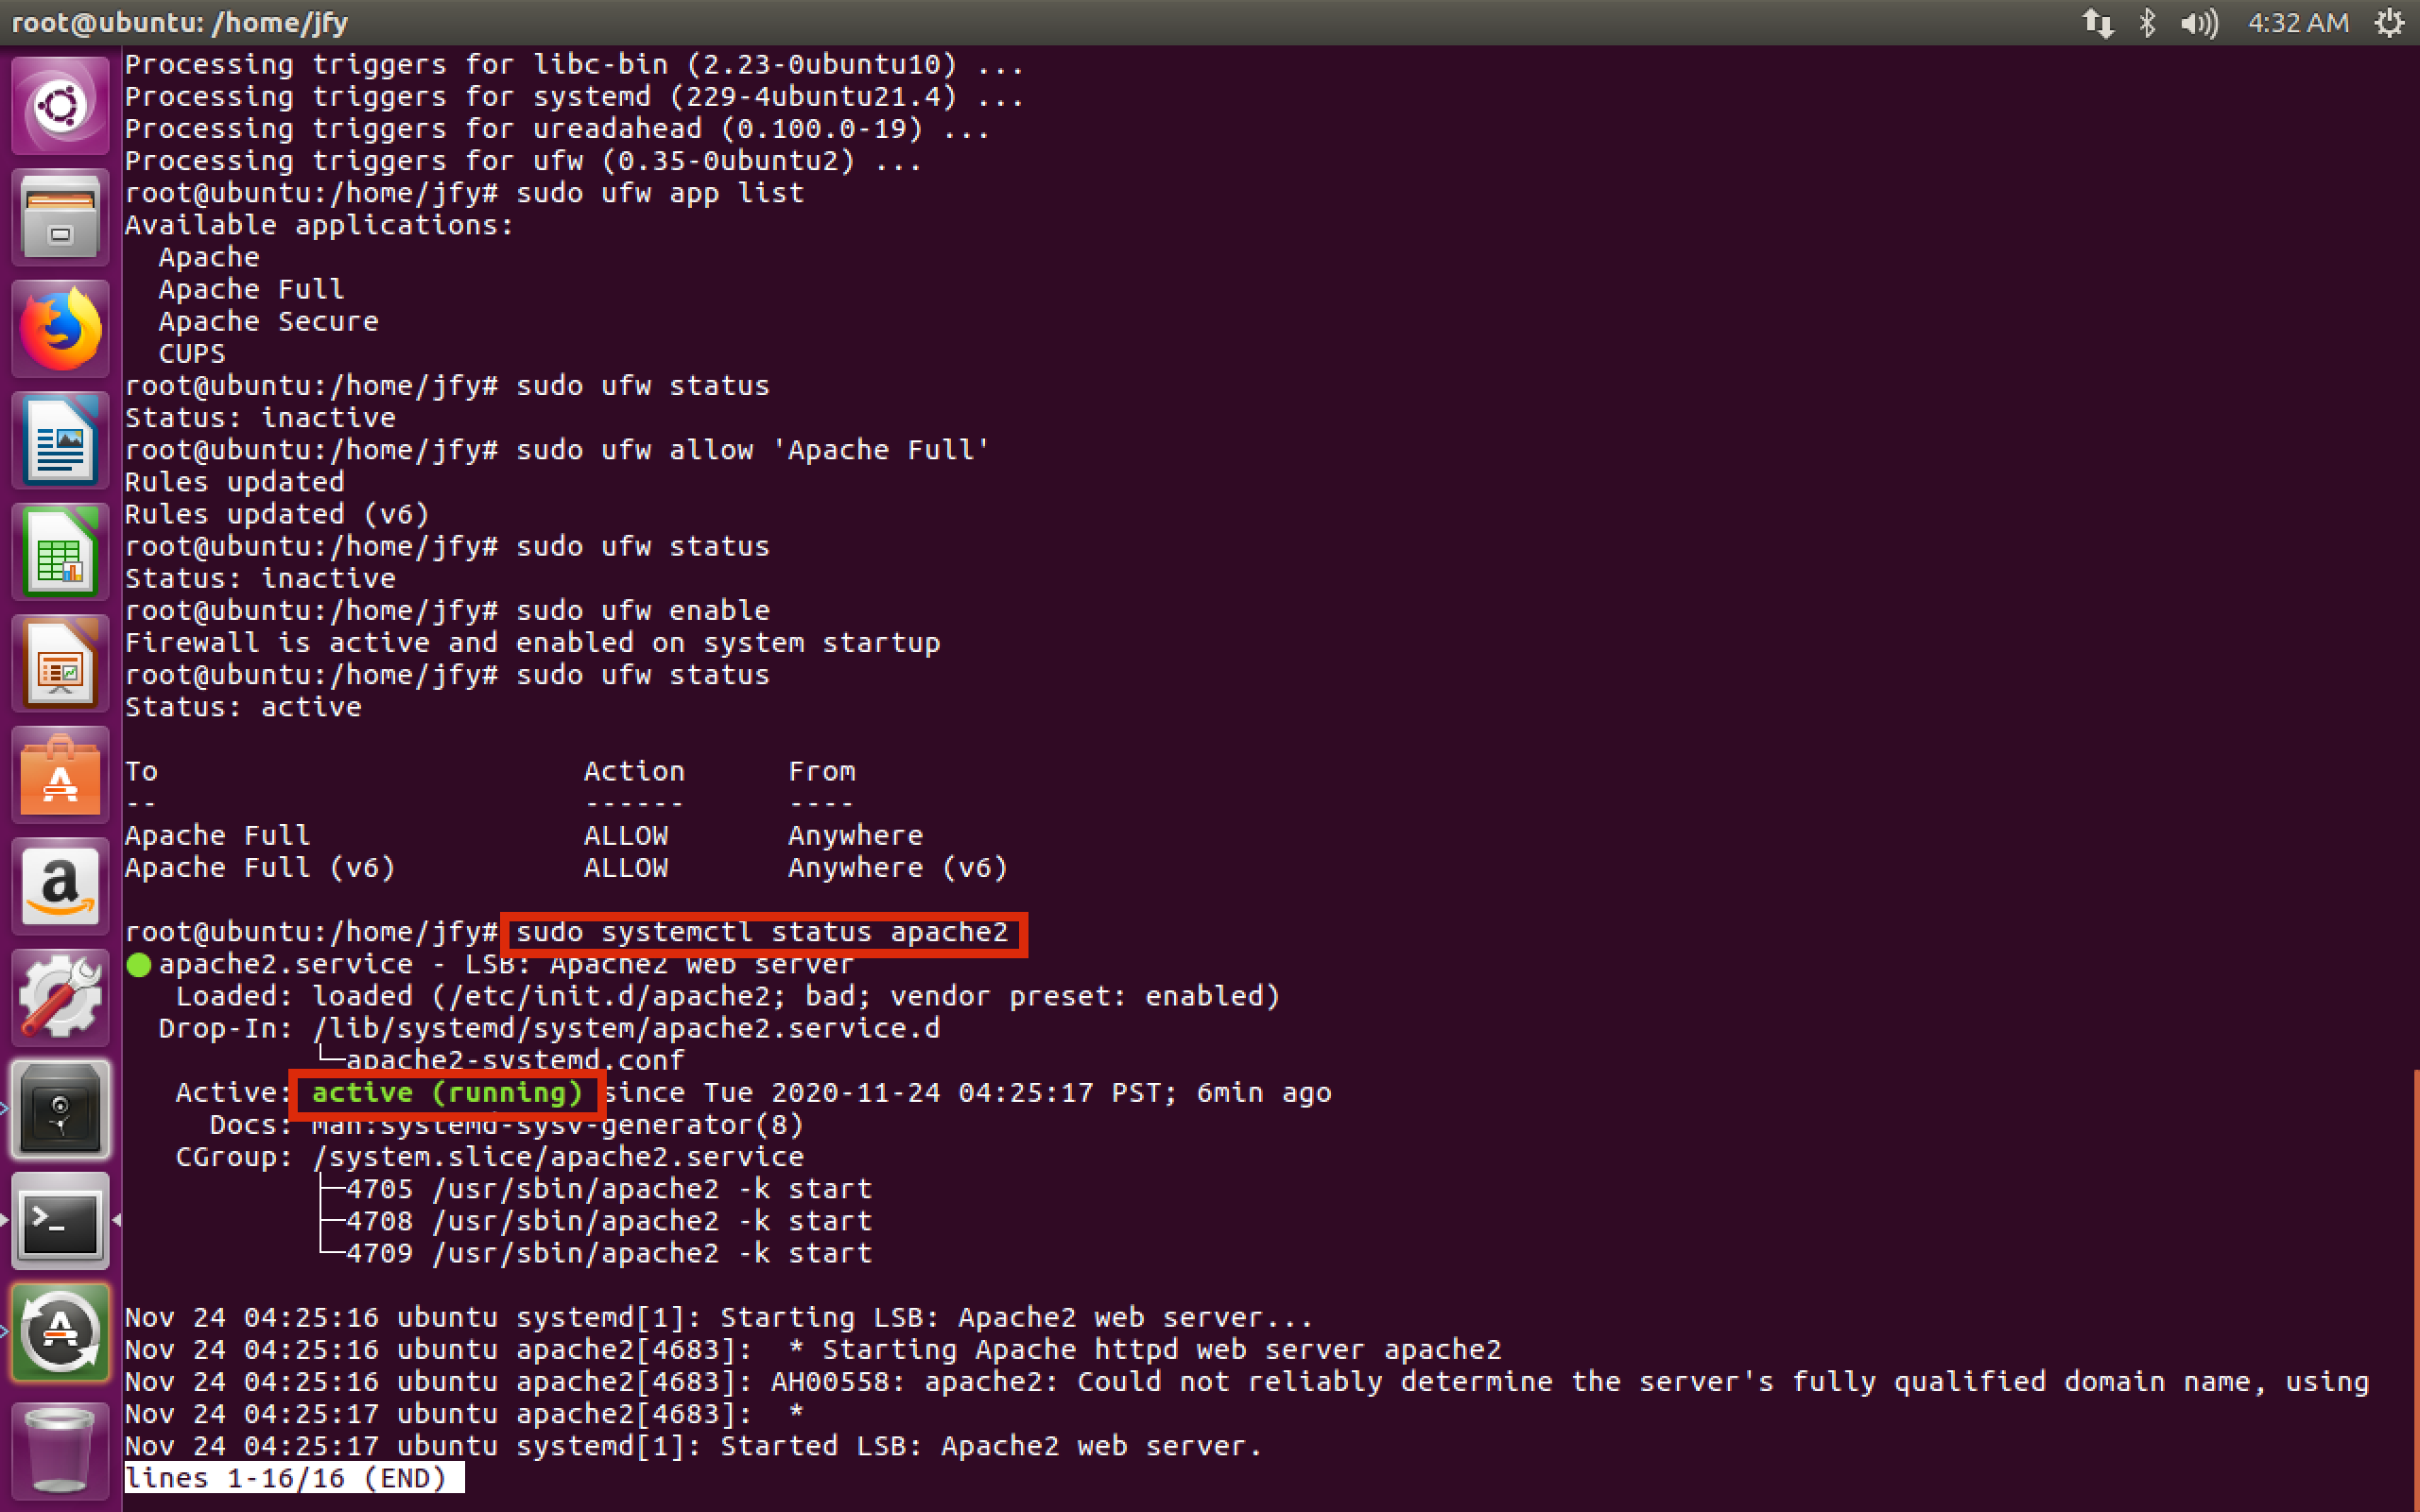 root@ubuntu: /home/jfy
4:32 AM
Processing triggers for libc-bin (2.23-0ubuntu10) ...
Processing triggers for systemd (229-4ubuntu21.4) ...
Processing triggers for ureadahead (0.100.0-19) ...
Processing triggers for ufw (0.35-0ubuntu2) ...
root@ubuntu:/home/jfy# sudo ufw app list
Available applications:
  Apache
  Apache Full
  Apache Secure
  CUPS
root@ubuntu:/home/jfy# sudo ufw status
Status: inactive
root@ubuntu:/home/jfy# sudo ufw allow 'Apache Full'
Rules updated
Rules updated (v6)
root@ubuntu:/home/jfy# sudo ufw status
Status: inactive
root@ubuntu:/home/jfy# sudo ufw enable
Firewall is active and enabled on system startup
root@ubuntu:/home/jfy# sudo ufw status
Status: active
To                         Action      From
--                         ------      ----
Apache Full                ALLOW       Anywhere
Apache Full (v6)           ALLOW       Anywhere (v6)
root@ubuntu:/home/jfy# sudo systemctl status apache2
● apache2.service - LSB: Apache2 web server
   Loaded: loaded (/etc/init.d/apache2; bad; vendor preset: enabled)
  Drop-In: /lib/systemd/system/apache2.service.d
           └─apache2-systemd.conf
   Active: active (running) since Tue 2020-11-24 04:25:17 PST; 6min ago
     Docs: man:systemd-sysv-generator(8)
   CGroup: /system.slice/apache2.service
           ├─4705 /usr/sbin/apache2 -k start
           ├─4708 /usr/sbin/apache2 -k start
           └─4709 /usr/sbin/apache2 -k start
Nov 24 04:25:16 ubuntu systemd[1]: Starting LSB: Apache2 web server...
Nov 24 04:25:16 ubuntu apache2[4683]:  * Starting Apache httpd web server apache2
Nov 24 04:25:16 ubuntu apache2[4683]: AH00558: apache2: Could not reliably determine the server's fully qualified domain name, using
Nov 24 04:25:17 ubuntu apache2[4683]:  *
Nov 24 04:25:17 ubuntu systemd[1]: Started LSB: Apache2 web server.
lines 1-16/16 (END)